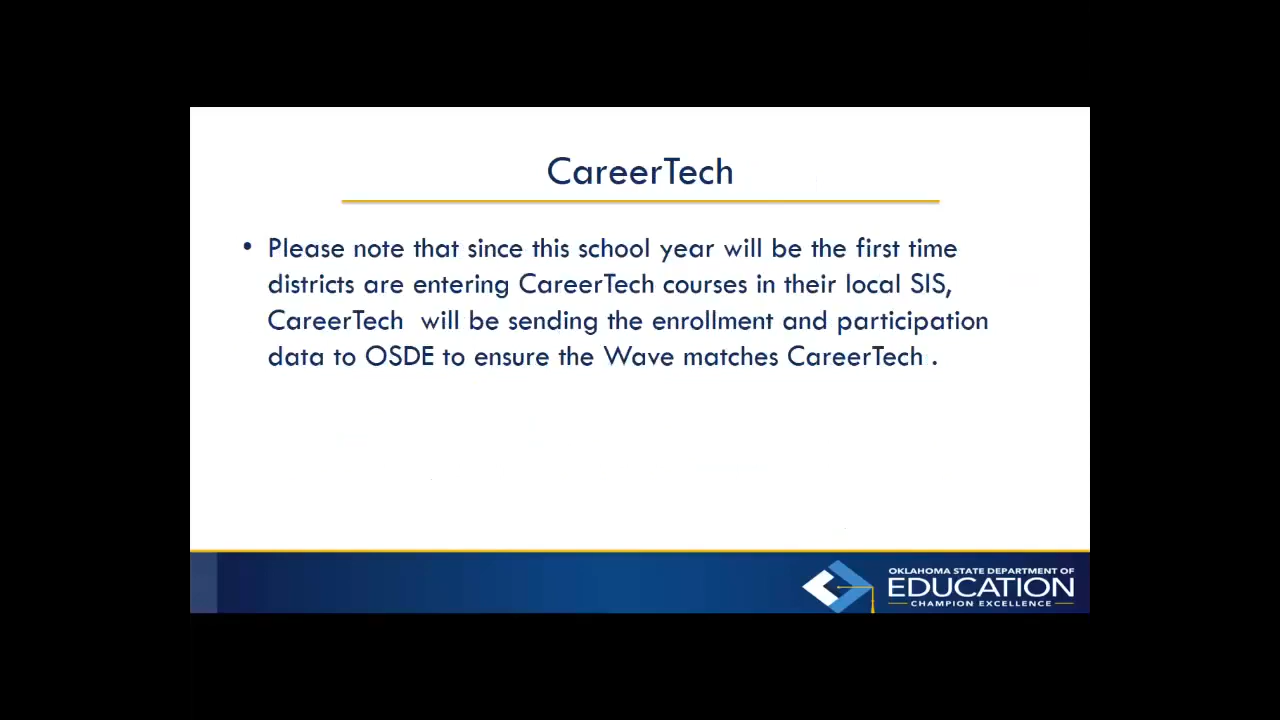 CareerTech
• Please note that since this school year will be the first time
districts are entering CareerTech courses in their local SIS,
CareerTech  will be sending the enrollment and participation
data to OSDE to ensure the Wave matches CareerTech .
OKLAHOMA STATE DEPARTMENT OF
EDUCATION
CHAMPION EXCELLENCE